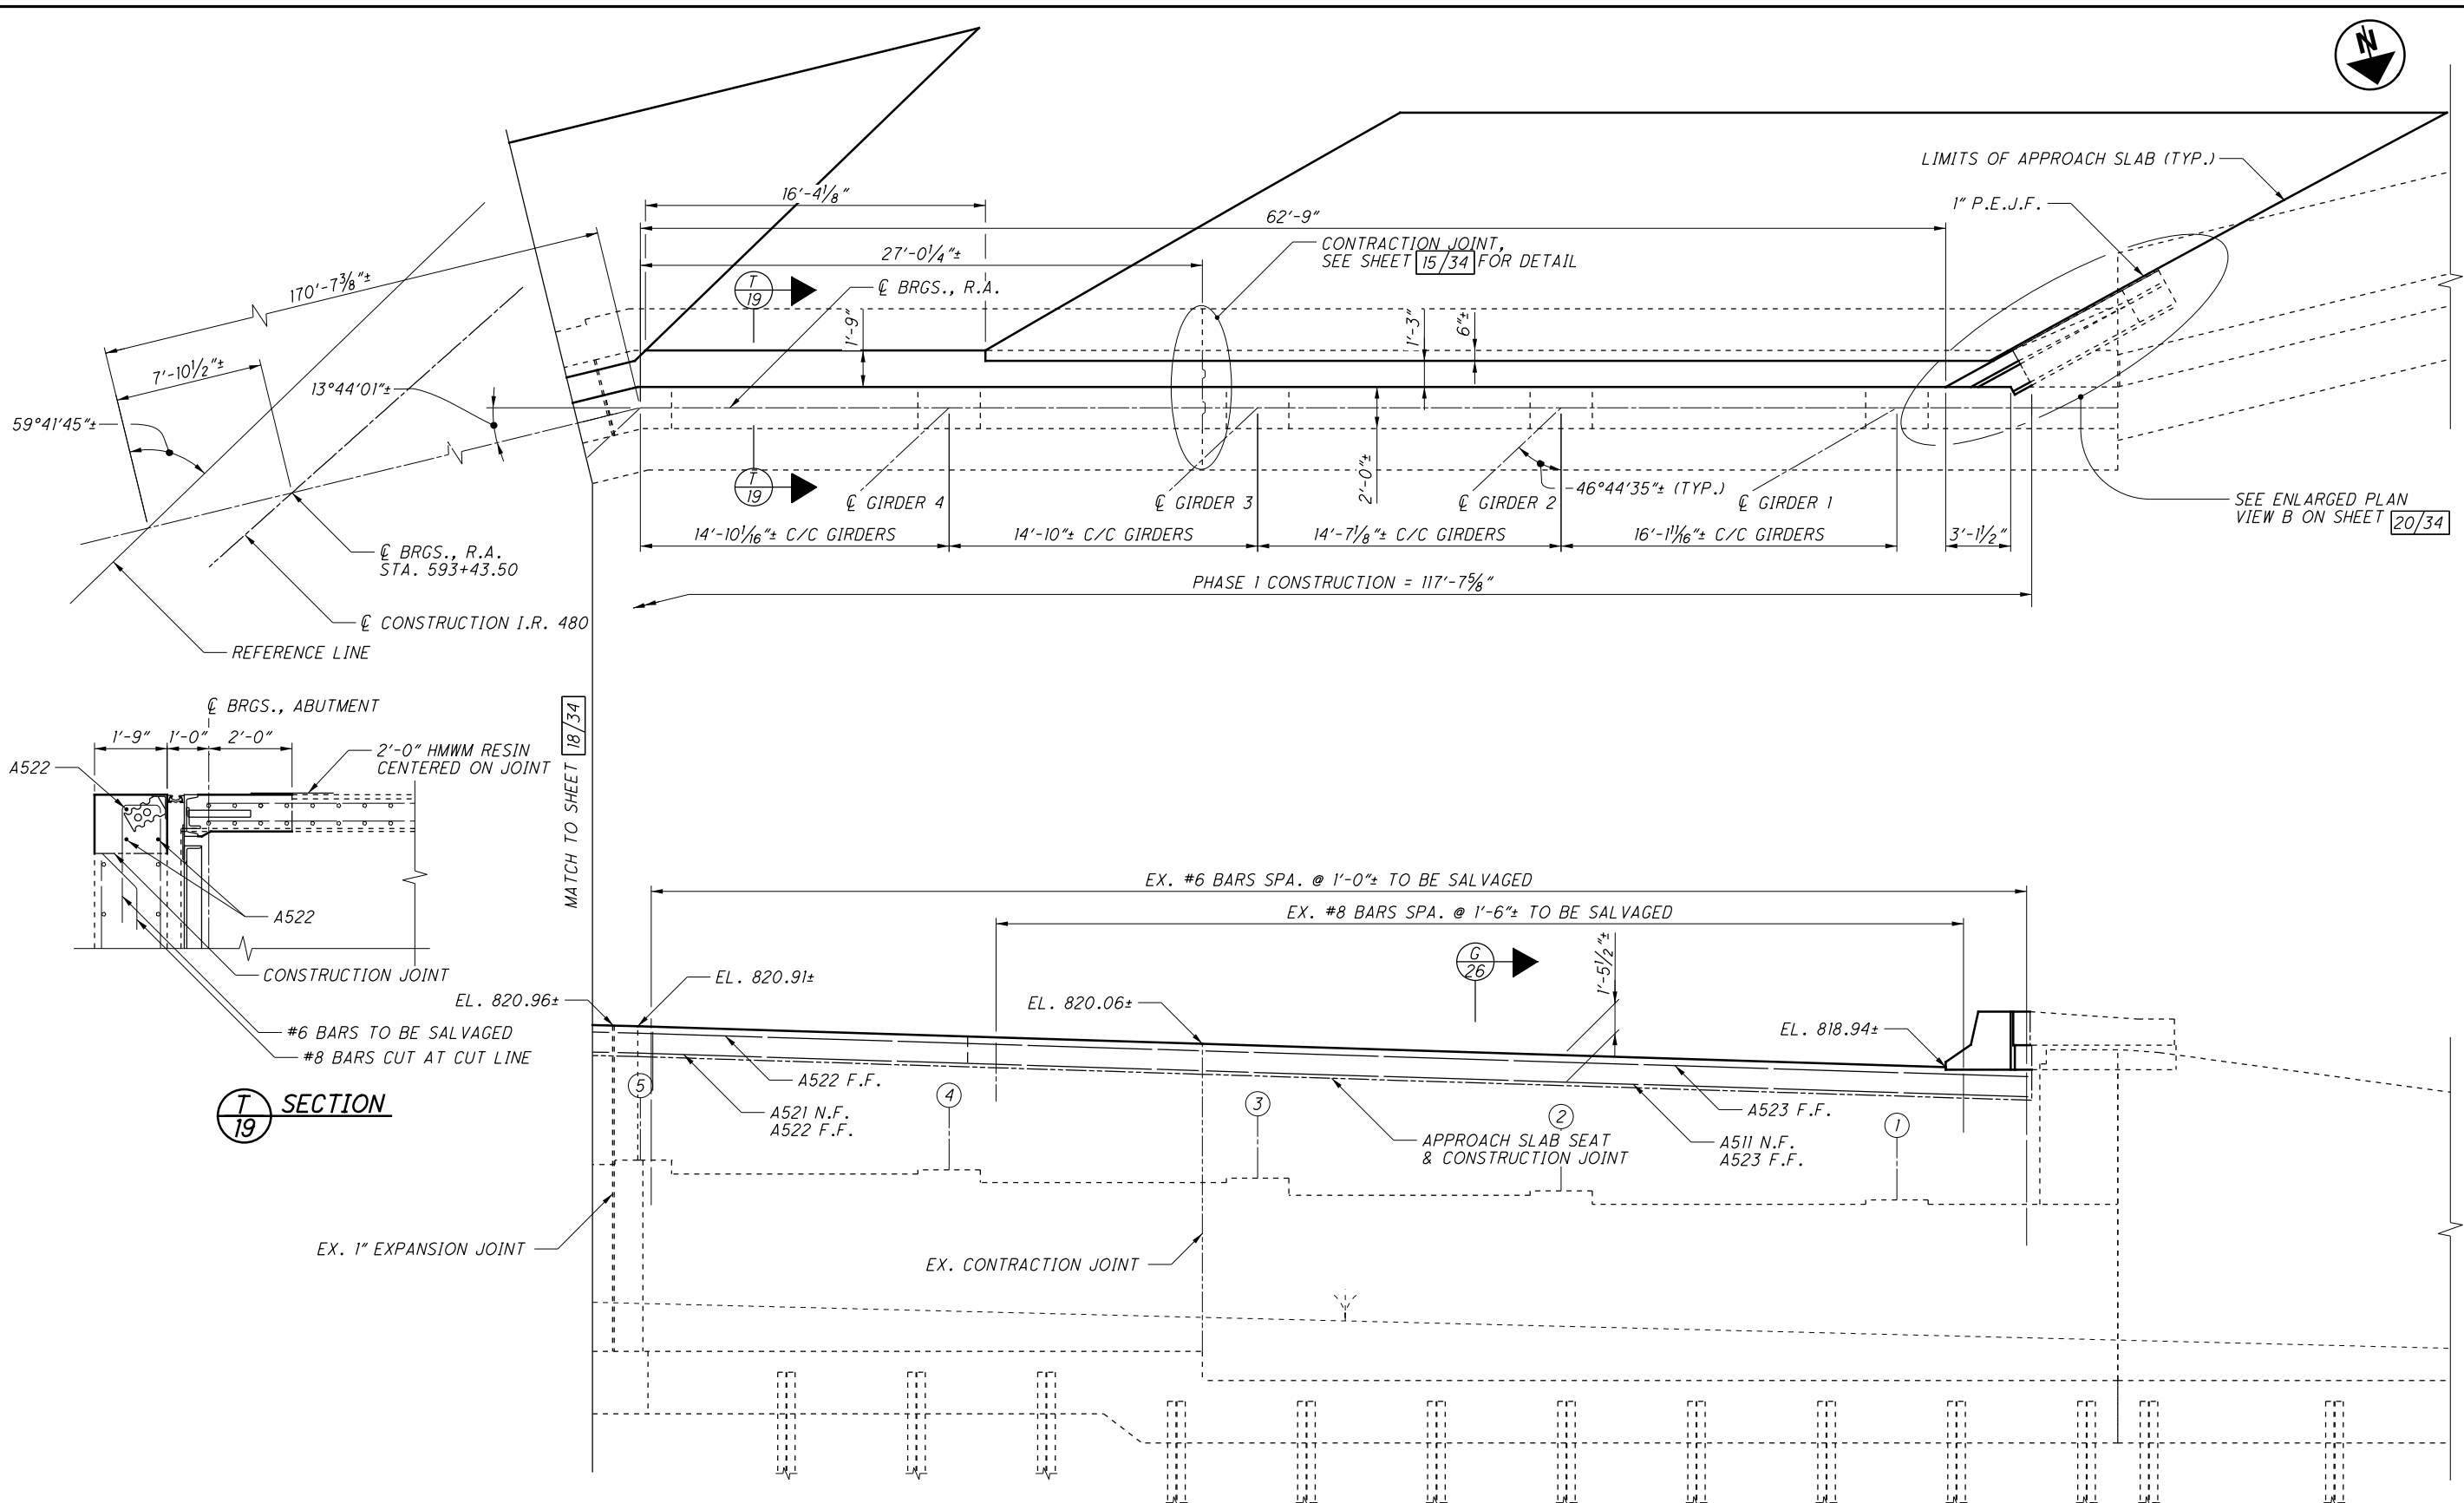 N
16'-4 1/8"
62'-9"
27'-0 1/4"±
170'-7 3/8"±
7'-10 1/2"±
13°44'01"±
59°41'45"±
T
19
℄ BRGS., R.A.
1'-9"
CONTRACTION JOINT,
SEE SHEET 15/34 FOR DETAIL
1'-3"
6"±
LIMITS OF APPROACH SLAB (TYP.)
1" P.E.J.F.
T
19
℄ GIRDER 4
℄ GIRDER 3
℄ GIRDER 2
℄ GIRDER 1
2'-0"±
46°44'35"± (TYP.)
SEE ENLARGED PLAN
VIEW B ON SHEET 20/34
14'-10 1/16"± C/C GIRDERS
14'-10"± C/C GIRDERS
14'-7 1/8"± C/C GIRDERS
16'-1 11/16"± C/C GIRDERS
3'-1 1/2"
PHASE 1 CONSTRUCTION = 117'-7 5/8"
℄ BRGS., R.A.
STA. 593+43.50
℄ CONSTRUCTION I.R. 480
REFERENCE LINE
℄ BRGS., ABUTMENT
1'-9"
1'-0"
2'-0"
A522
2'-0" HMWM RESIN
CENTERED ON JOINT
A522
CONSTRUCTION JOINT
#6 BARS TO BE SALVAGED
#8 BARS CUT AT CUT LINE
T
19
SECTION
MATCH TO SHEET 18/34
EX. #6 BARS SPA. @ 1'-0"± TO BE SALVAGED
EX. #8 BARS SPA. @ 1'-6"± TO BE SALVAGED
G
26
1'-5 1/2"±
EL. 820.96±
EL. 820.91±
EL. 820.06±
EL. 818.94±
5
4
3
2
1
A522 F.F.
A521 N.F.
A522 F.F.
A523 F.F.
APPROACH SLAB SEAT
& CONSTRUCTION JOINT
A511 N.F.
A523 F.F.
EX. 1" EXPANSION JOINT
EX. CONTRACTION JOINT